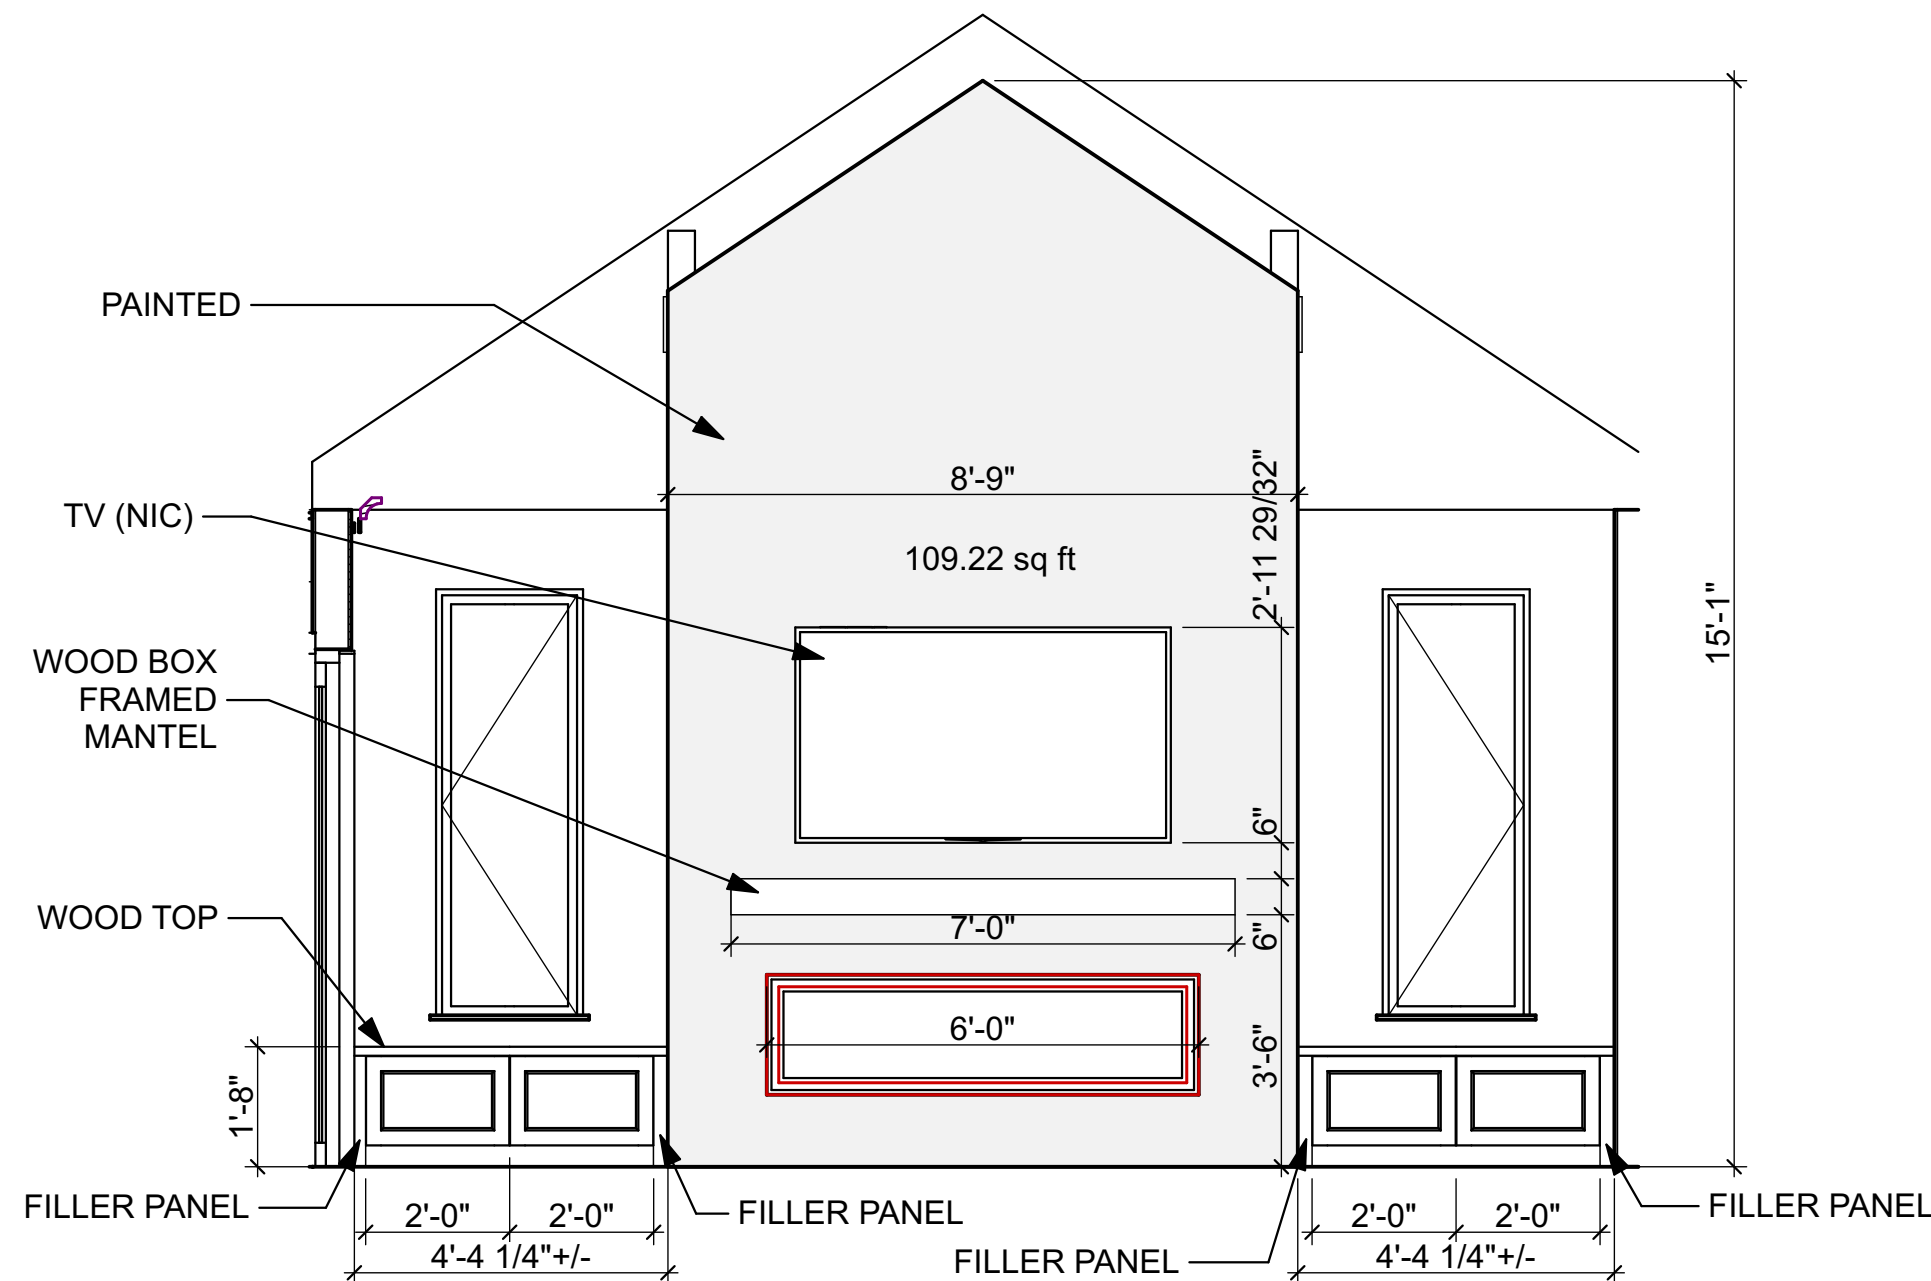 PAINTED
8'-9"
2'-11 29/32"
TV (NIC)
109.22 sq ft
15'-1"
WOOD BOX
FRAMED
MANTEL
6"
WOOD TOP
7'-0"
6"
6'-0"
3'-6"
1'-8"
FILLER PANEL
2'-0"
2'-0"
FILLER PANEL
2'-0"
2'-0"
FILLER PANEL
4'-4 1/4"+/-
FILLER PANEL
4'-4 1/4"+/-